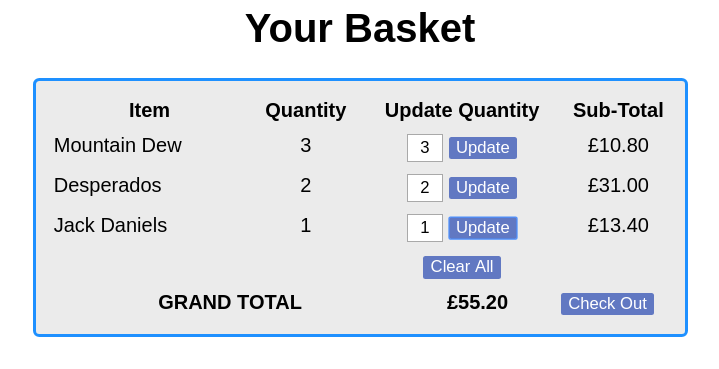 Your Basket
Item Quantity Update Quantity Sub-Total
Mountain Dew 3 3 Update £10.80
Desperados 2 2 Update £31.00
Jack Daniels 1 1 Update £13.40
Clear All
GRAND TOTAL £55.20 Check Out